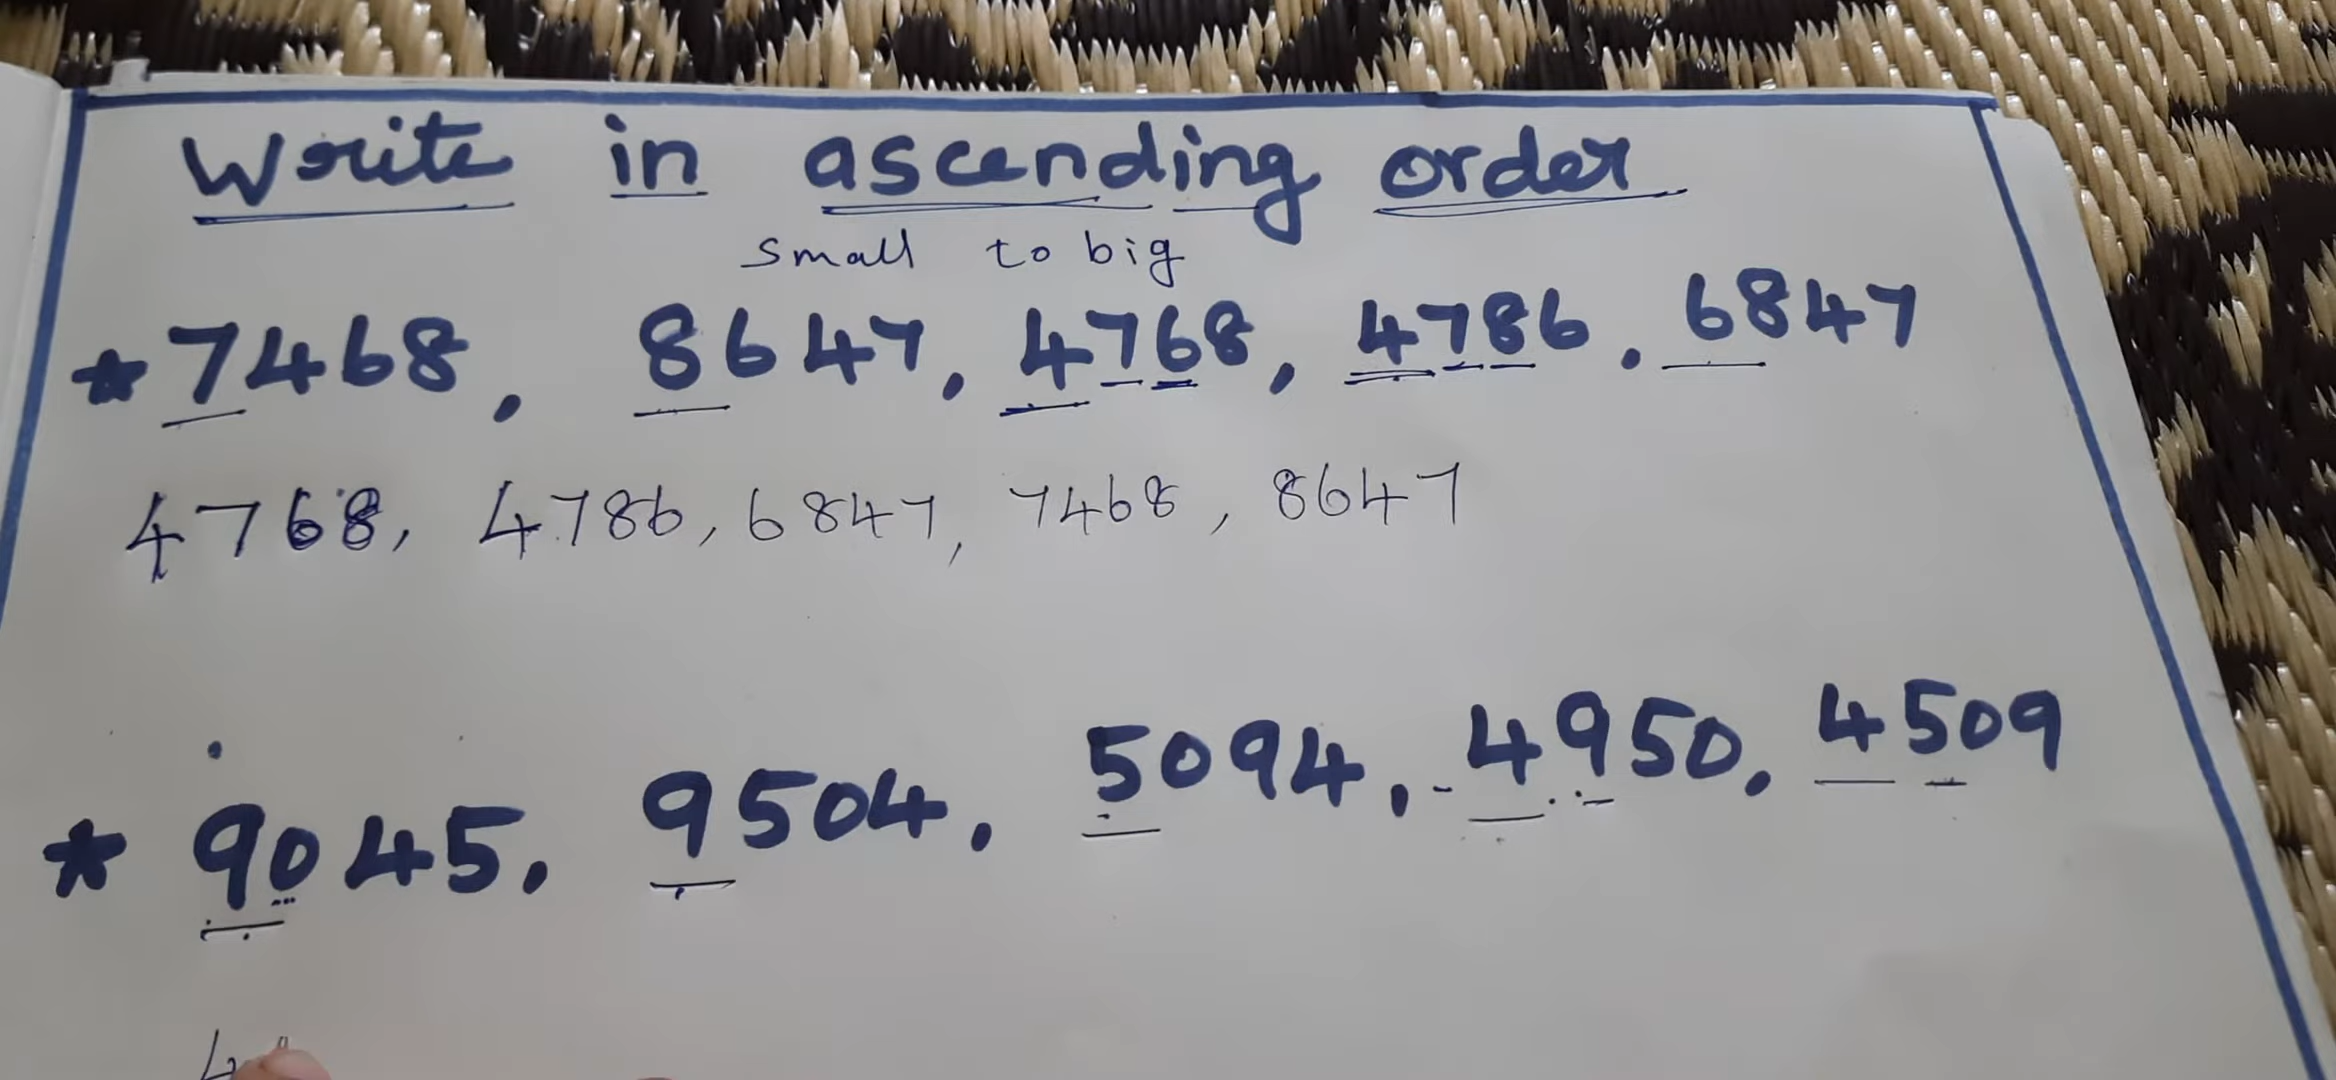 Write in ascending order
small to big
* 7468, 8647, 4768, 4786, 6847
4768, 4786, 6847, 7468, 8647
* 9045, 9504, 5094, 4950, 4509